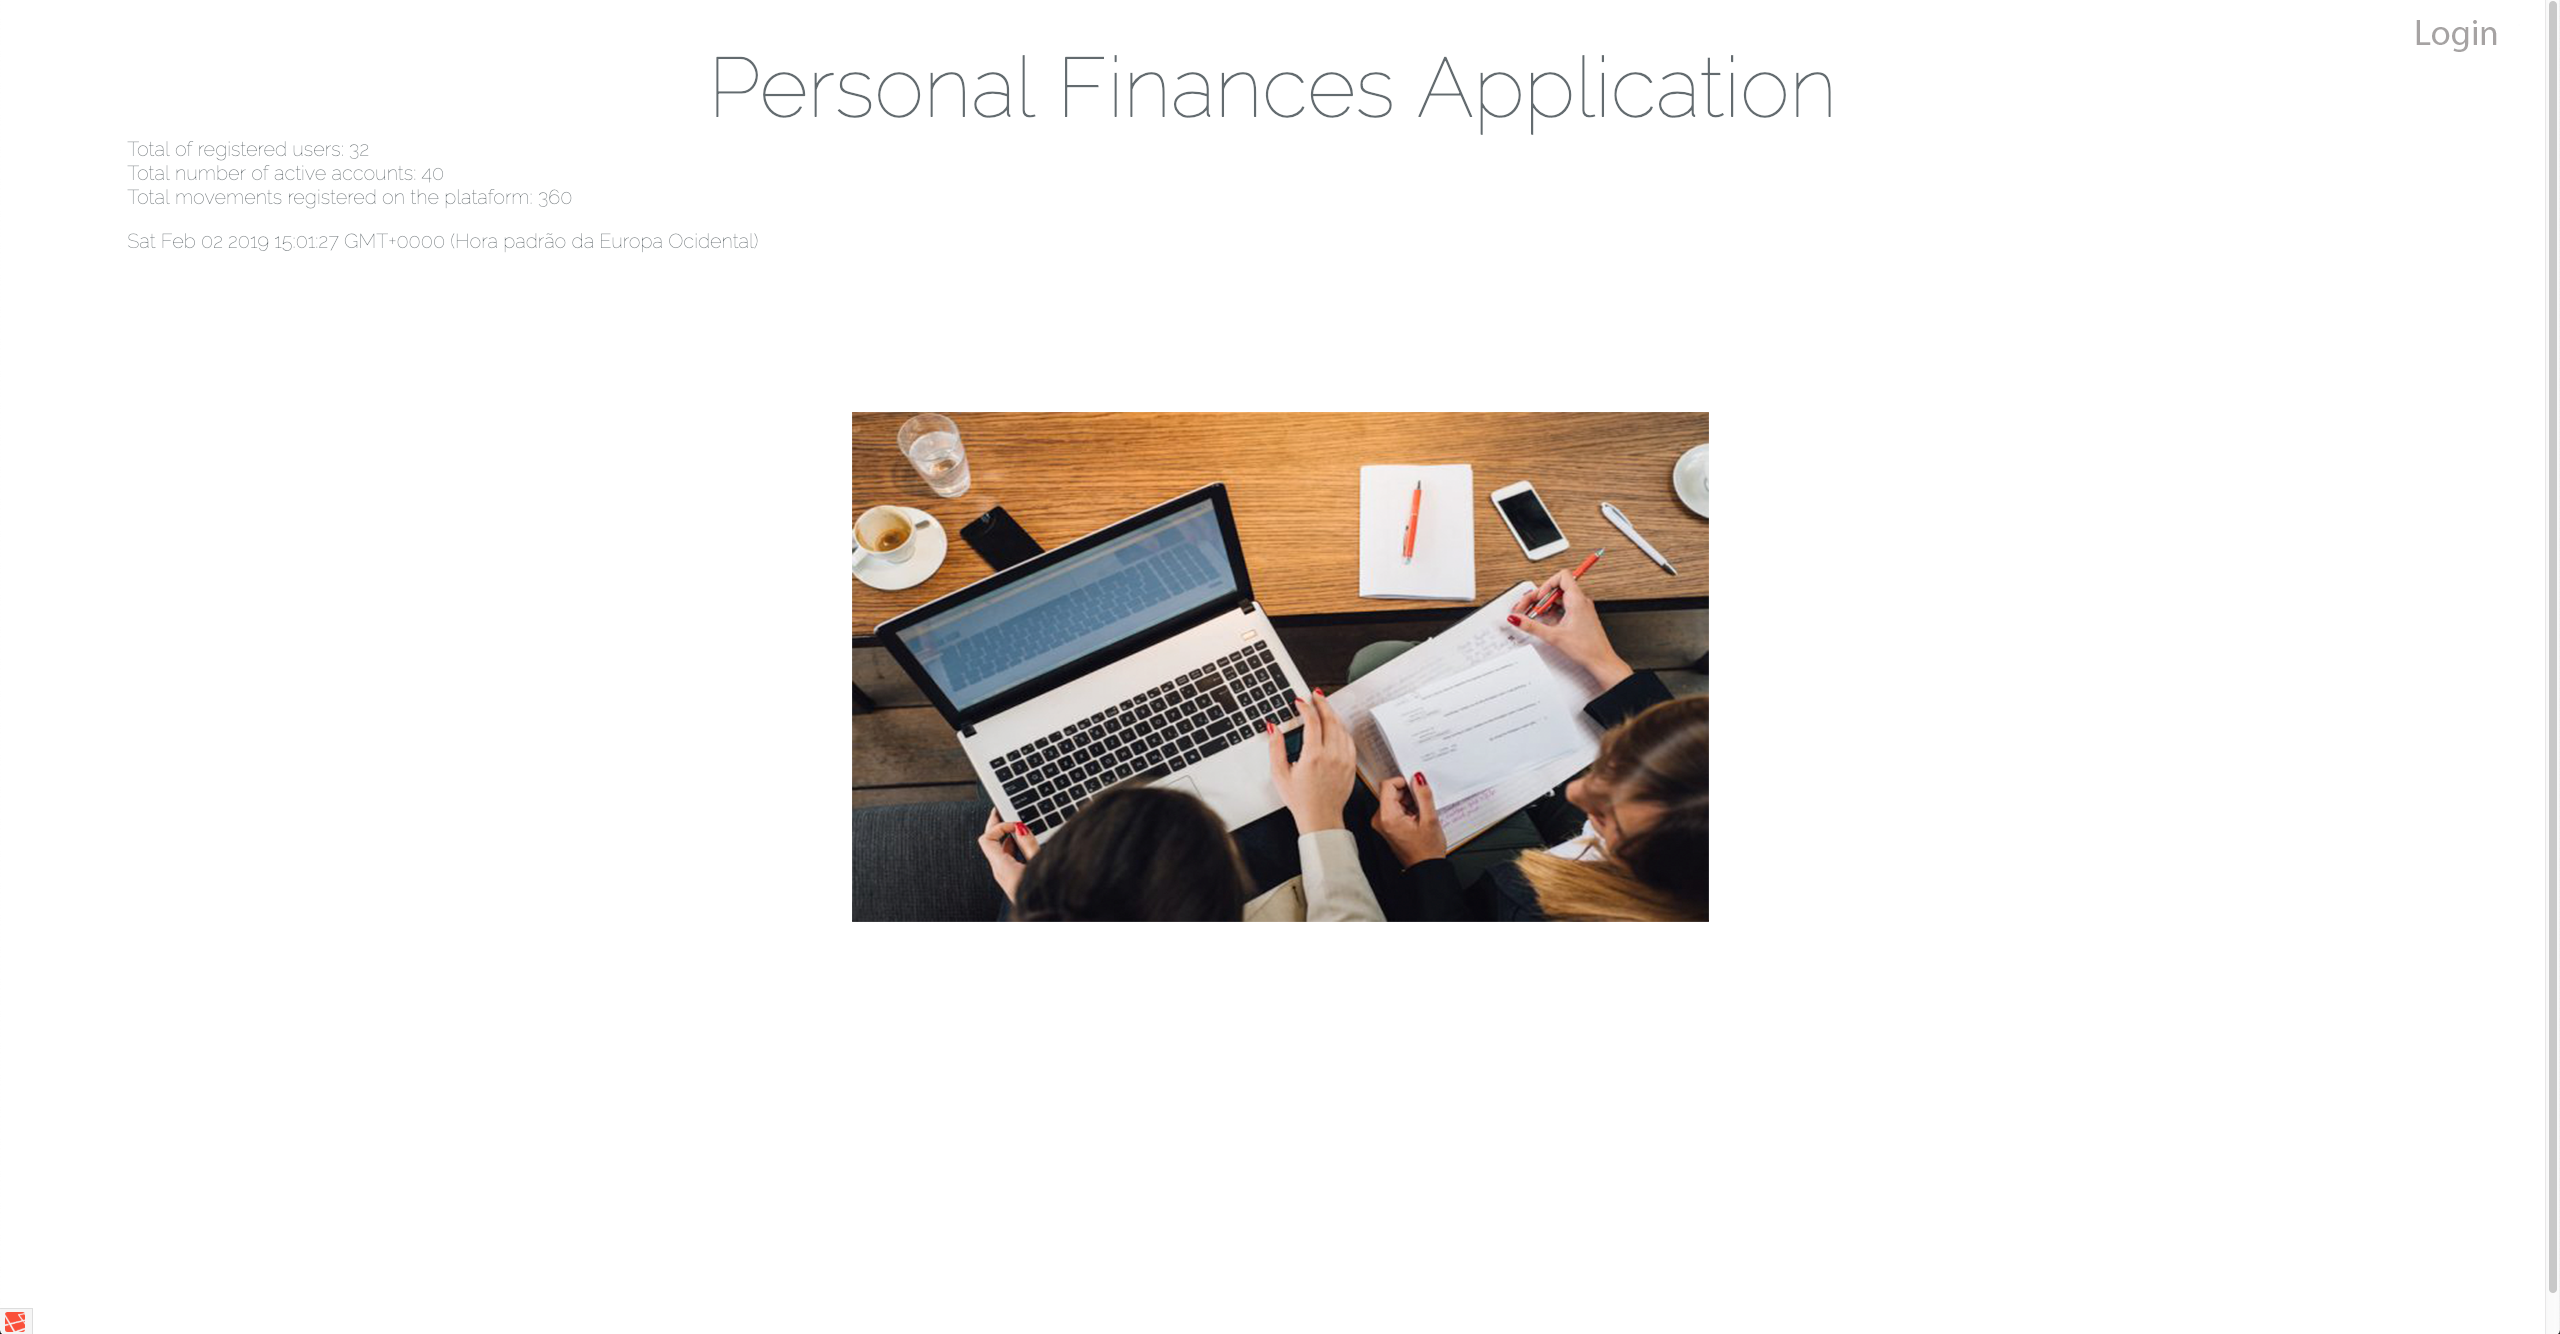 Login
Personal Finances Application
Total of registered users: 32
Total number of active accounts: 40
Total movements registered on the plataform: 360
Sat Feb 02 2019 15:01:27 GMT+0000 (Hora padrão da Europa Ocidental)